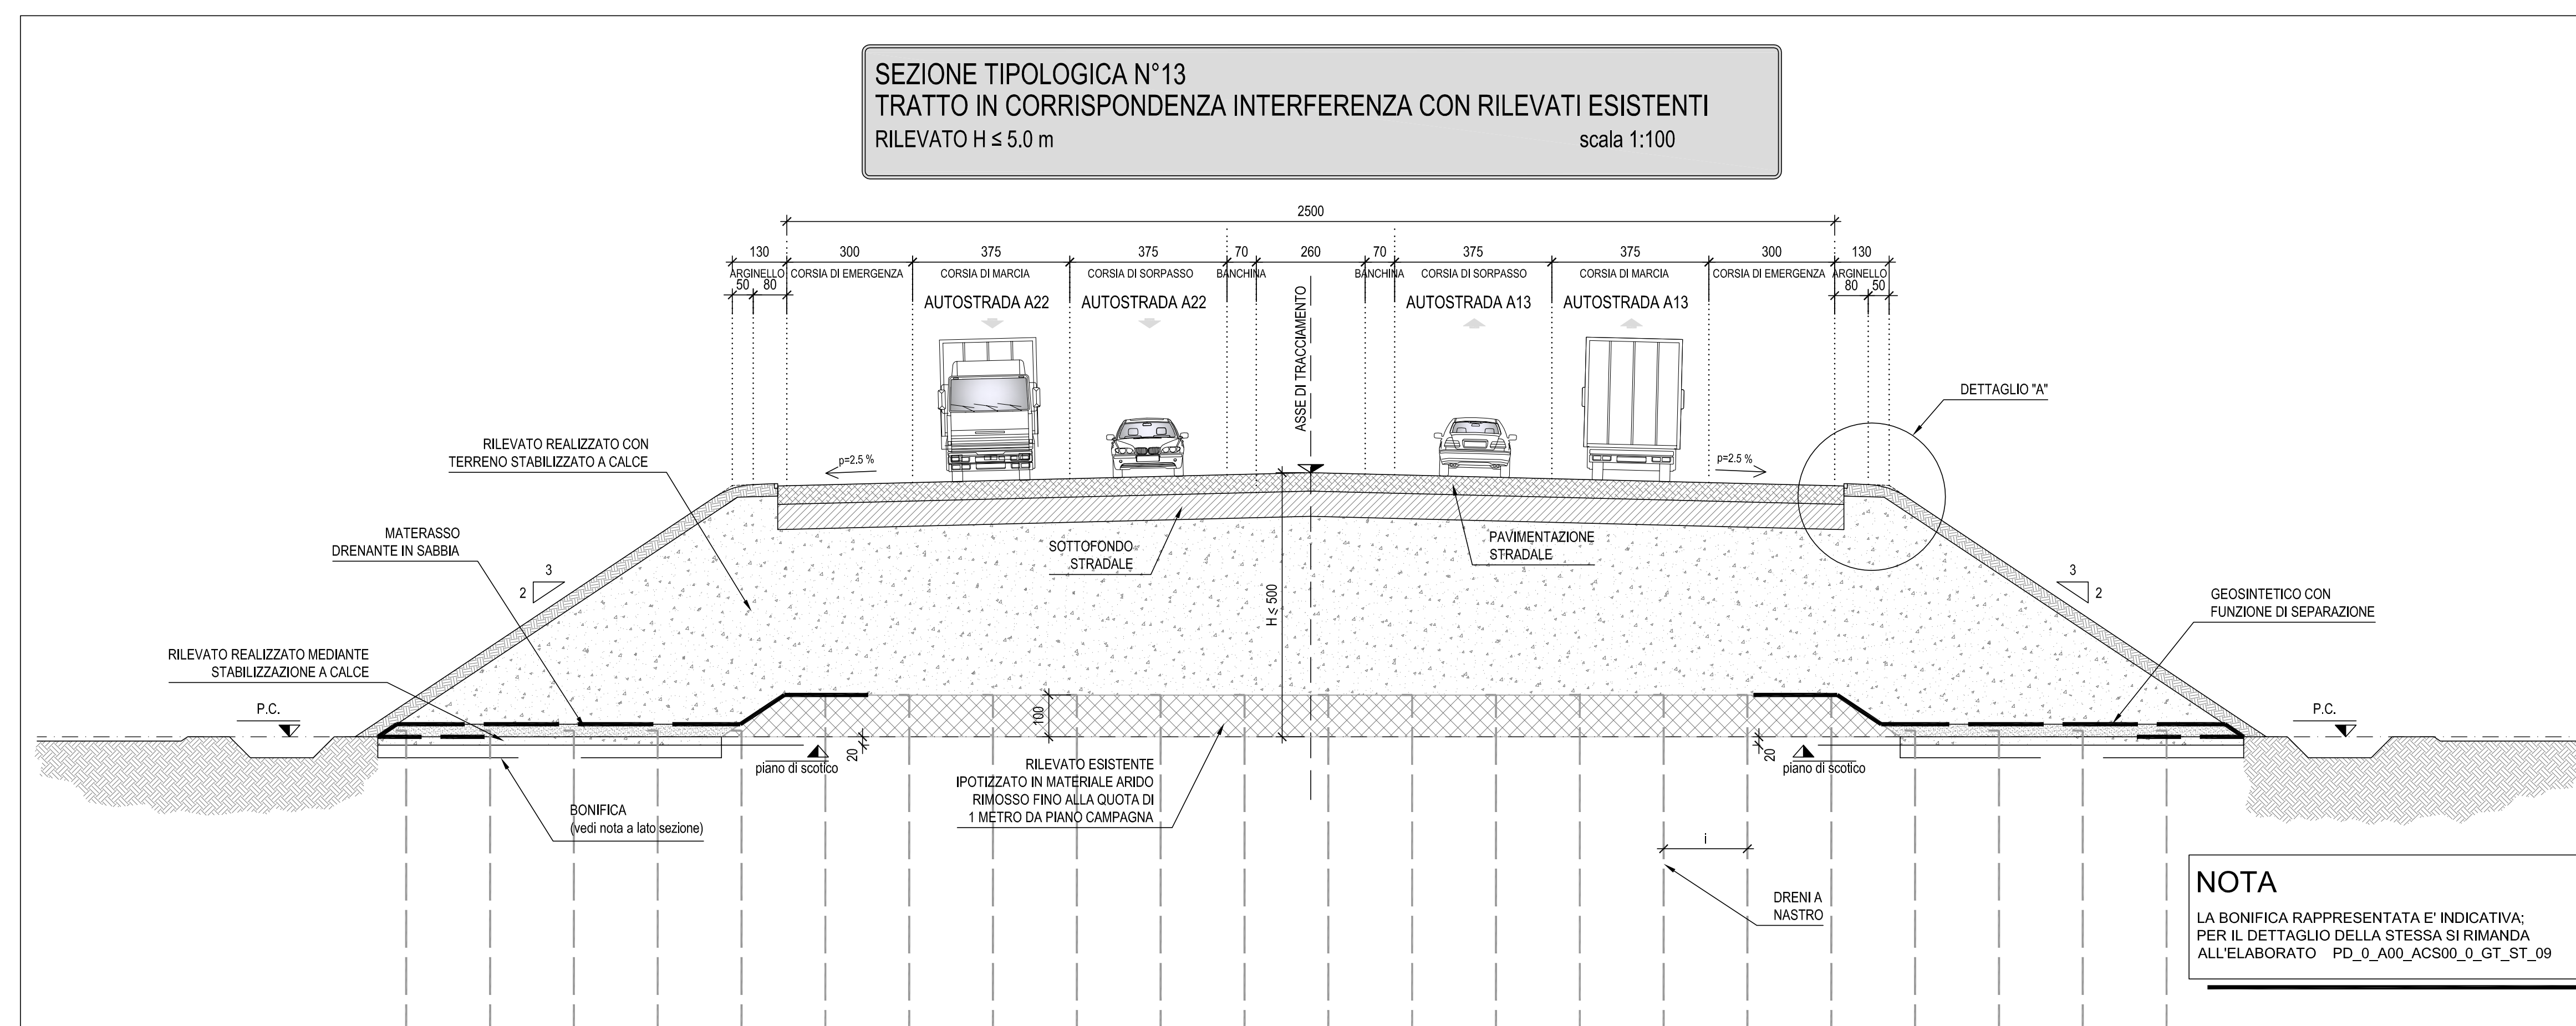 SEZIONE TIPOLOGICA N°13
TRATTO IN CORRISPONDENZA INTERFERENZA CON RILEVATI ESISTENTI
RILEVATO H ≤ 5.0 m scala 1:100
2500
130 300 375 375 70 260 70 375 375 300 130
ARGINELLO CORSIA DI EMERGENZA CORSIA DI MARCIA CORSIA DI SORPASSO BANCHINA BANCHINA CORSIA DI SORPASSO CORSIA DI MARCIA CORSIA DI EMERGENZA ARGINELLO
50 80 80 50
AUTOSTRADA A22 AUTOSTRADA A22 AUTOSTRADA A13 AUTOSTRADA A13
ASSE DI TRACCIAMENTO
DETTAGLIO "A"
RILEVATO REALIZZATO CON
TERRENO STABILIZZATO A CALCE
p=2.5 % p=2.5 %
MATERASSO
DRENANTE IN SABBIA
SOTTOFONDO
STRADALE
PAVIMENTAZIONE
STRADALE
3
2
3
2
H ≤ 500
GEOSINTETICO CON
FUNZIONE DI SEPARAZIONE
RILEVATO REALIZZATO MEDIANTE
STABILIZZAZIONE A CALCE
P.C. P.C.
100
20 20
piano di scotico piano di scotico
RILEVATO ESISTENTE
IPOTIZZATO IN MATERIALE ARIDO
RIMOSSO FINO ALLA QUOTA DI
1 METRO DA PIANO CAMPAGNA
BONIFICA
(vedi nota a lato sezione)
i
DRENI A
NASTRO
NOTA
LA BONIFICA RAPPRESENTATA E' INDICATIVA;
PER IL DETTAGLIO DELLA STESSA SI RIMANDA
ALL'ELABORATO PD_0_A00_ACS00_0_GT_ST_09